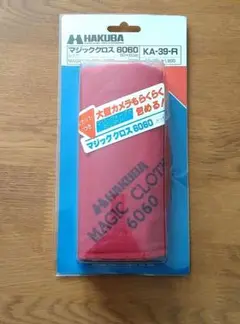 HAKUBA
マジッククロス 6060
KA-39-R
大型カメラもらくらく
包める!
マジッククロス 6060
HAKUBA
MAGIC CLOTH
6060